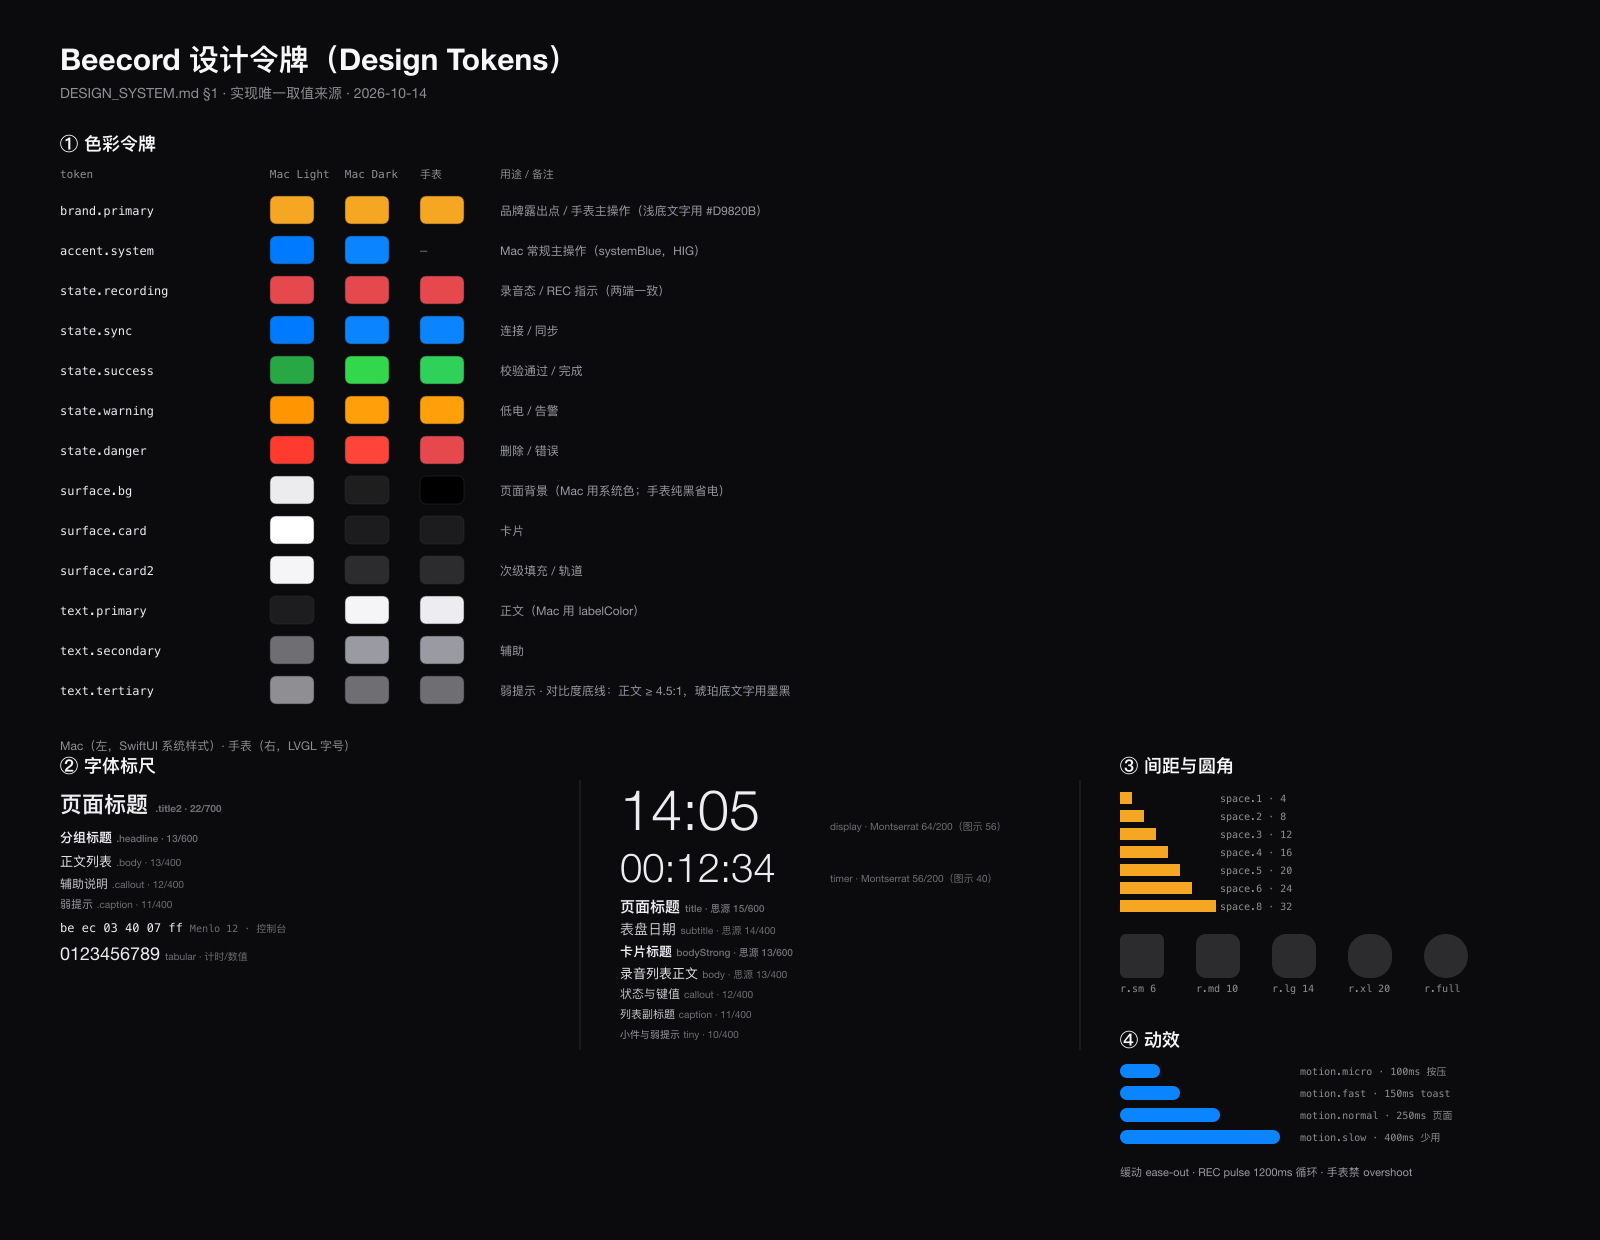 Beecord 设计令牌（Design Tokens）
DESIGN_SYSTEM.md §1 · 实现唯一取值来源 · 2026-10-14
① 色彩令牌
token Mac Light Mac Dark 手表 用途 / 备注
brand.primary 品牌露出点 / 手表主操作（浅底文字用 #D9820B）
accent.system – Mac 常规主操作（systemBlue，HIG）
state.recording 录音态 / REC 指示（两端一致）
state.sync 连接 / 同步
state.success 校验通过 / 完成
state.warning 低电 / 告警
state.danger 删除 / 错误
surface.bg 页面背景（Mac 用系统色；手表纯黑省电）
surface.card 卡片
surface.card2 次级填充 / 轨道
text.primary 正文（Mac 用 labelColor）
text.secondary 辅助
text.tertiary 弱提示 · 对比度底线：正文 ≥ 4.5:1，琥珀底文字用墨黑
Mac（左，SwiftUI 系统样式）· 手表（右，LVGL 字号）
② 字体标尺
页面标题 .title2 · 22/700
分组标题 .headline · 13/600
正文列表 .body · 13/400
辅助说明 .callout · 12/400
弱提示 .caption · 11/400
be ec 03 40 07 ff Menlo 12 · 控制台
0123456789 tabular · 计时/数值
14:05 display · Montserrat 64/200（图示 56）
00:12:34 timer · Montserrat 56/200（图示 40）
页面标题 title · 思源 15/600
表盘日期 subtitle · 思源 14/400
卡片标题 bodyStrong · 思源 13/600
录音列表正文 body · 思源 13/400
状态与键值 callout · 12/400
列表副标题 caption · 11/400
小件与弱提示 tiny · 10/400
③ 间距与圆角
space.1 · 4
space.2 · 8
space.3 · 12
space.4 · 16
space.5 · 20
space.6 · 24
space.8 · 32
r.sm 6 r.md 10 r.lg 14 r.xl 20 r.full
④ 动效
motion.micro · 100ms 按压
motion.fast · 150ms toast
motion.normal · 250ms 页面
motion.slow · 400ms 少用
缓动 ease-out · REC pulse 1200ms 循环 · 手表禁 overshoot